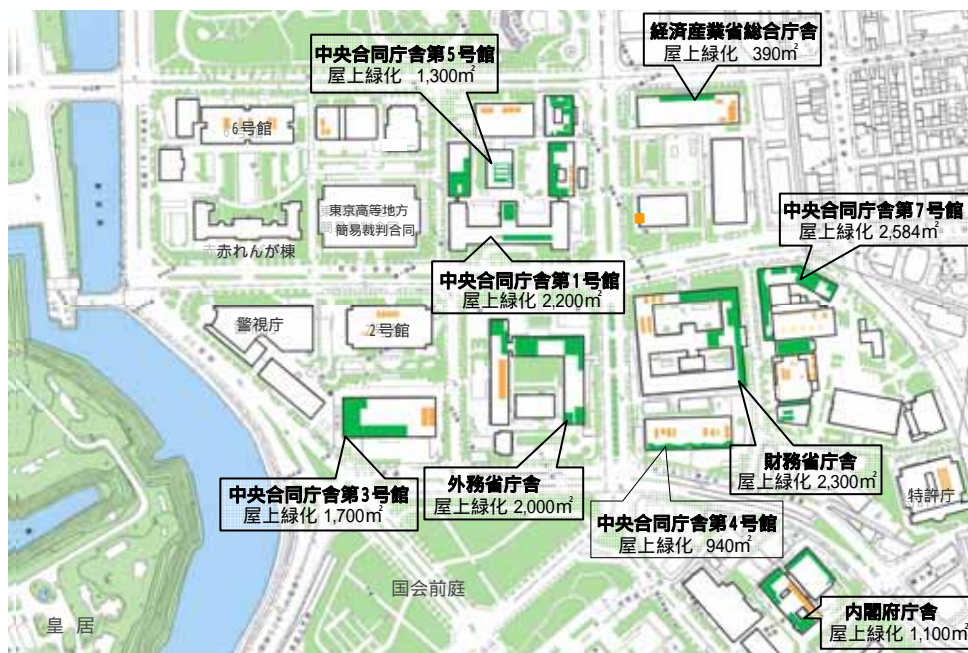 中央合同庁舎第5号館
屋上緑化 1,300㎡
経済産業省総合庁舎
屋上緑化 390㎡
6号館
東京高等地方
簡易裁判合同
赤れんが棟
中央合同庁舎第7号館
屋上緑化 2,584㎡
中央合同庁舎第1号館
屋上緑化 2,200㎡
警視庁
2号館
中央合同庁舎第3号館
屋上緑化 1,700㎡
外務省庁舎
屋上緑化 2,000㎡
財務省庁舎
屋上緑化 2,300㎡
中央合同庁舎第4号館
屋上緑化 940㎡
特許庁
国会前庭
皇居
内閣府庁舎
屋上緑化 1,100㎡